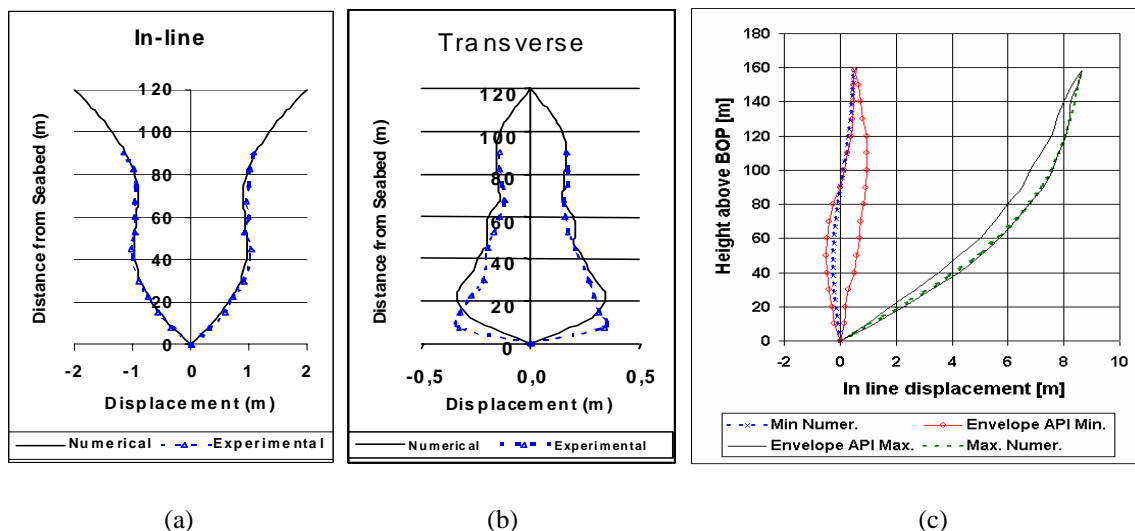 In-line
Distance from Seabed (m)
120
100
80
60
40
20
0
-2 -1 0 1 2
Displacement (m)
Numerical Experimental
Transverse
Distance from Seabed (m)
120
100
80
60
40
20
0
-0,5 0,0 0,5
Displacement (m)
Numerical Experimental
Height above BOP [m]
180
160
140
120
100
80
60
40
20
0
-2 0 2 4 6 8 10
In line displacement [m]
Min Numer. Envelope API Min.
Envelope API Max. Max. Numer.
(a) (b) (c)